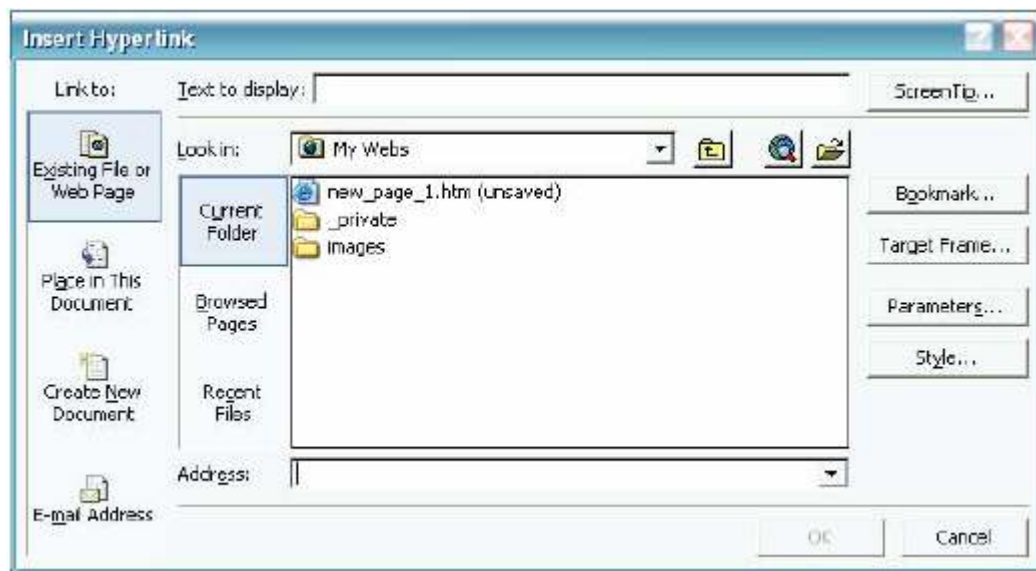 Insert Hyperlink
Link to:
Text to display:
ScreenTip...
Existing File or
Web Page
Look in:
My Webs
Current
Folder
new_page_1.htm (unsaved)
_private
images
Bookmark...
Target Frame...
Place in This
Document
Browsed
Pages
Parameters...
Style...
Create New
Document
Recent
Files
Address:
E-mail Address
OK
Cancel